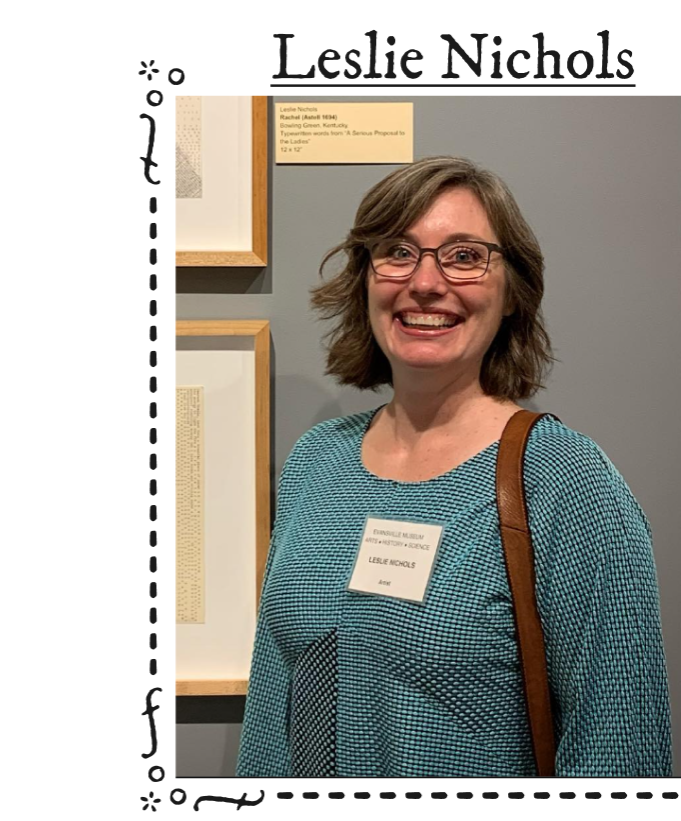 Leslie Nichols
Leslie Nichols
Rachel (Astell 1694)
Bowling Green, Kentucky
Typewritten words from "A Serious Proposal to
the Ladies"
12 x 12"
EVANSVILLE MUSEUM
ARTS • HISTORY • SCIENCE
LESLIE NICHOLS
Artist